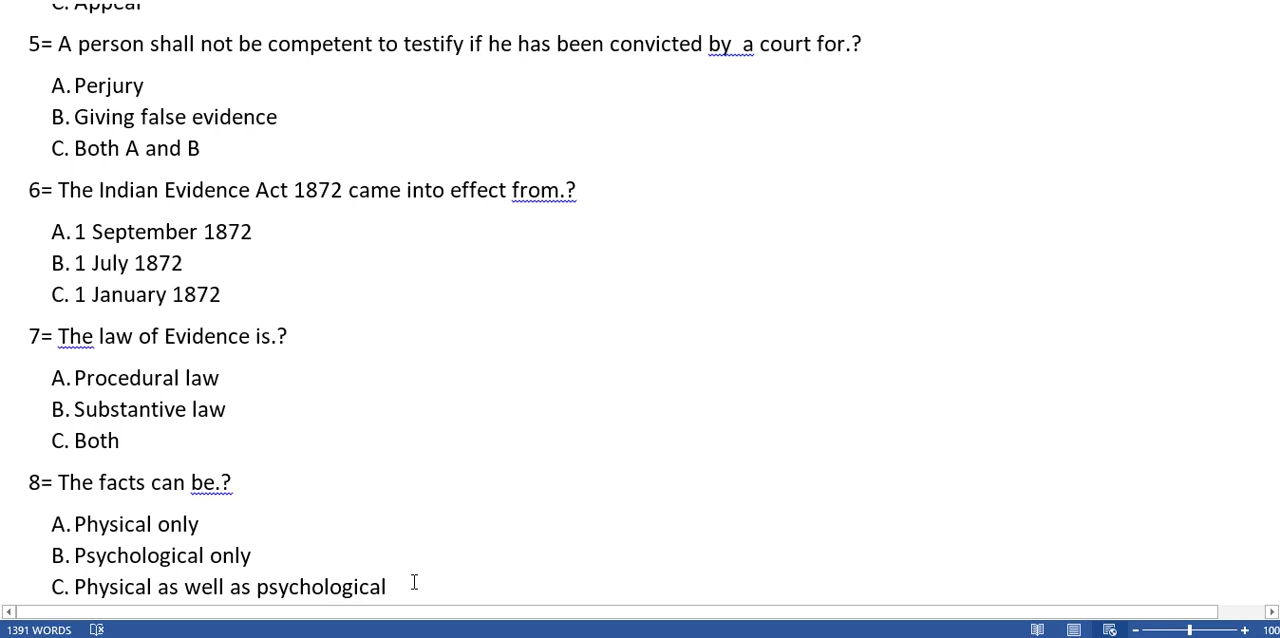 C. Appeal
5= A person shall not be competent to testify if he has been convicted by  a court for.?
A. Perjury
B. Giving false evidence
C. Both A and B
6= The Indian Evidence Act 1872 came into effect from.?
A. 1 September 1872
B. 1 July 1872
C. 1 January 1872
7= The law of Evidence is.?
A. Procedural law
B. Substantive law
C. Both
8= The facts can be.?
A. Physical only
B. Psychological only
C. Physical as well as psychological
1391 WORDS
100